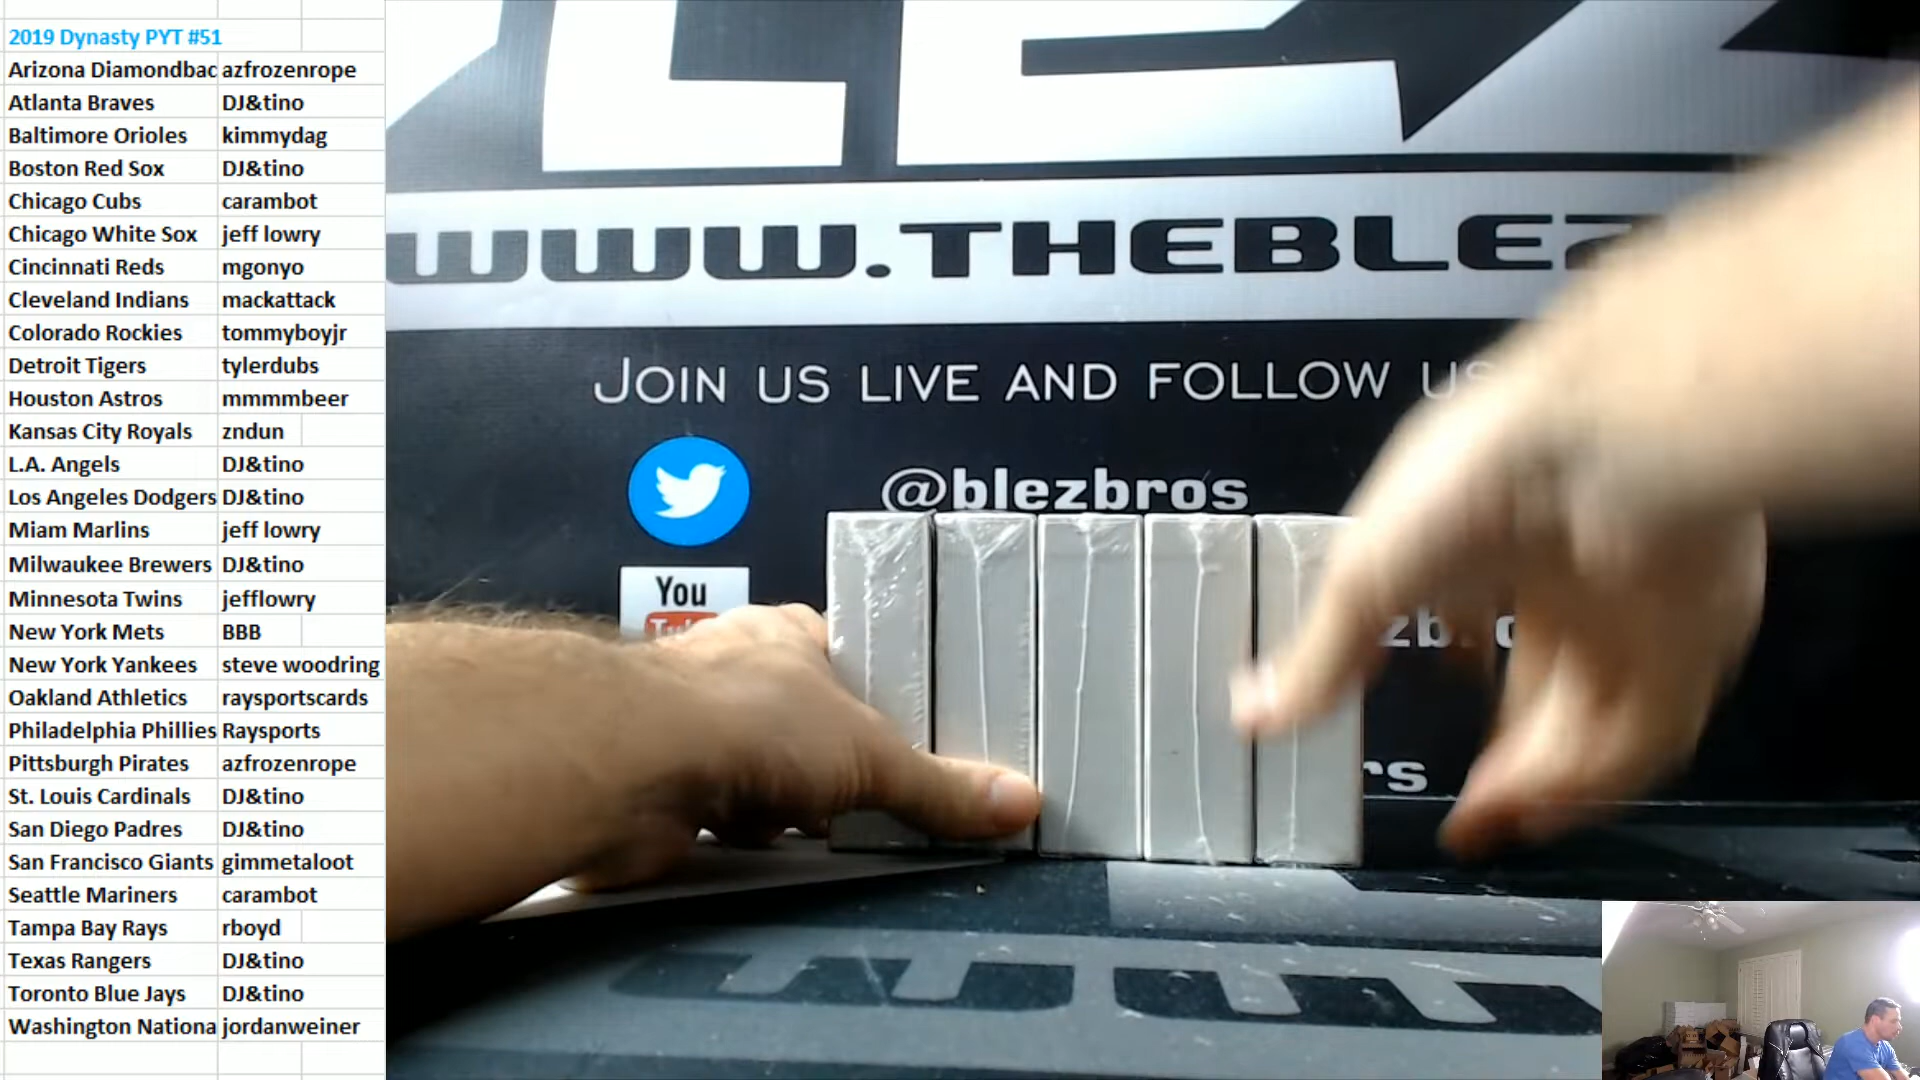 2019 Dynasty PYT #51
Arizona Diamondbac azfrozenrope
Atlanta Braves DJ&tino
Baltimore Orioles kimmydag
Boston Red Sox DJ&tino
Chicago Cubs carambot
Chicago White Sox jeff lowry
Cincinnati Reds mgonyo
Cleveland Indians mackattack
Colorado Rockies tommyboyjr
Detroit Tigers tylerdubs
Houston Astros mmmmbeer
Kansas City Royals zndun
L.A. Angels DJ&tino
Los Angeles Dodgers DJ&tino
Miam Marlins jeff lowry
Milwaukee Brewers DJ&tino
Minnesota Twins jefflowry
New York Mets BBB
New York Yankees steve woodring
Oakland Athletics raysportscards
Philadelphia Phillies Raysports
Pittsburgh Pirates azfrozenrope
St. Louis Cardinals DJ&tino
San Diego Padres DJ&tino
San Francisco Giants gimmetaloot
Seattle Mariners carambot
Tampa Bay Rays rboyd
Texas Rangers DJ&tino
Toronto Blue Jays DJ&tino
Washington Nationa jordanweiner
WWW.THEBLEZ
JOIN US LIVE AND FOLLOW US
@blezbros
You